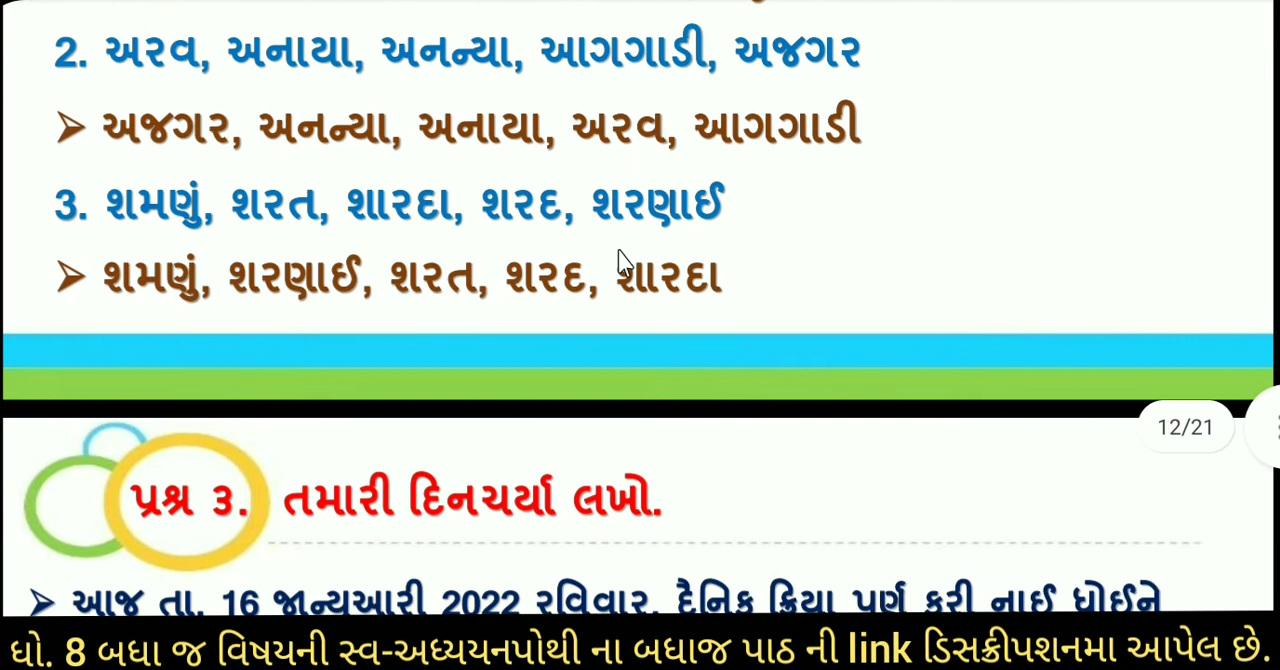 2. અરવ, અનાયા, અનન્યા, આગગાડી, અજગર
➢ અજગર, અનન્યા, અનાયા, અરવ, આગગાડી
3. શમણું, શરત, શારદા, શરદ, શરણાઈ
➢ શમણું, શરણાઈ, શરત, શરદ, શારદા
12/21
પ્રશ્ન ૩. તમારી દિનચર્યા લખો.
➢ આજ તા. 16 જાન્યુઆરી 2022 રવિવાર. દૈનિક ક્રિયા પૂર્ણ કરી નાઈ ધોઈને
ધો. 8 બધા જ વિષયની સ્વ-અધ્યયનપોથી ના બધાજ પાઠ ની link ડિસક્રીપશનમા આપેલ છે.